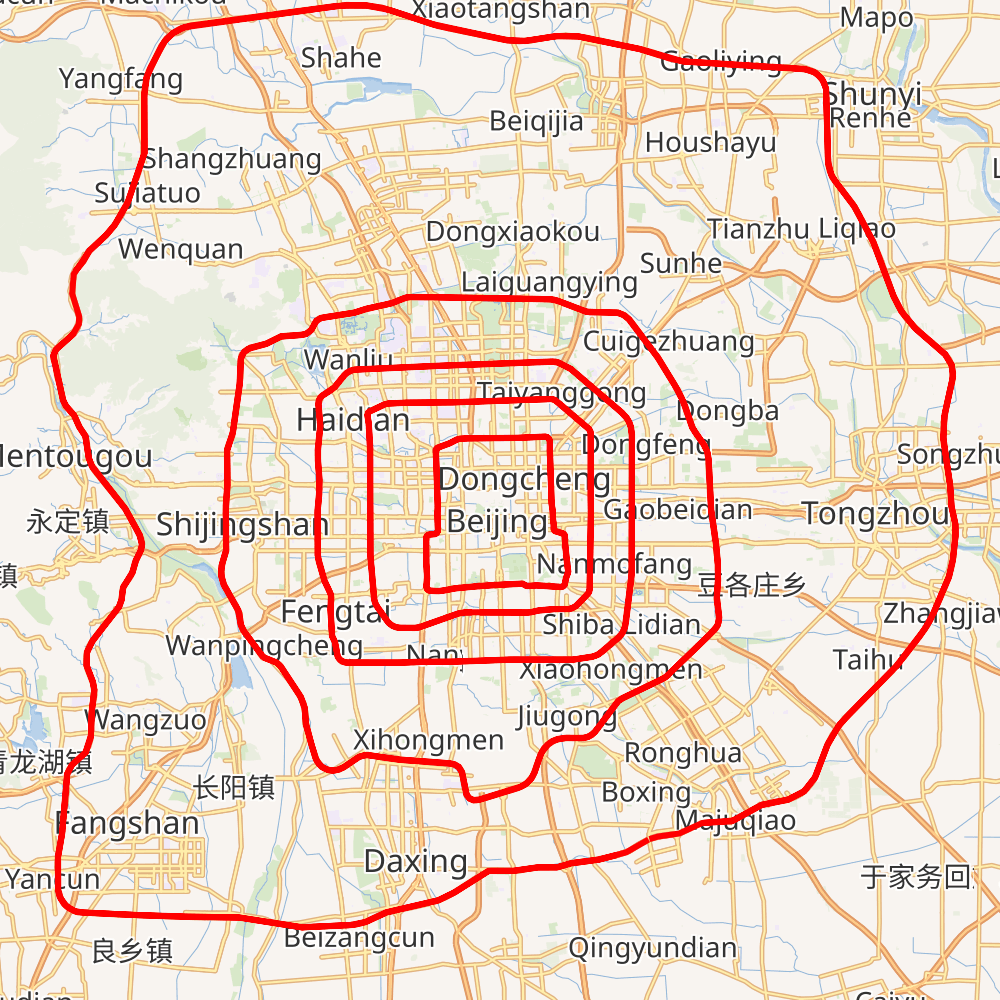 Machikou
Xiaotangshan
Mapo
Shahe
Gaoliying
Yangfang
Shunyi
Renhe
Beiqijia
Houshayu
Shangzhuang
Sujiatuo
Tianzhu Liqiao
Dongxiaokou
Wenquan
Sunhe
Laiguangying
Cuigezhuang
Wanliu
Taiyanggong
Haidian
Dongba
Dongfeng
Mentougou
Songzhu
Dongcheng
Gaobeidian
Tongzhou
永定镇
Shijingshan
Beijing
Nanmofang
镇
豆各庄乡
Fengtai
Zhangjiaw
Shiba Lidian
Wanpingcheng
Nany
Taihu
Xiaohongmen
Wangzuo
Jiugong
Xihongmen
Ronghua
青龙湖镇
长阳镇
Boxing
Fangshan
Majuqiao
Daxing
Yancun
于家务回
Beizangcun
良乡镇
Qingyundian